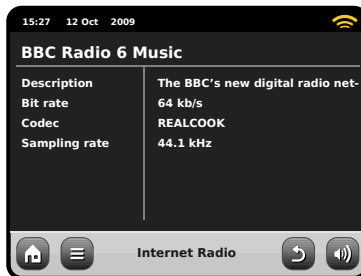 15:27 12 Oct 2009
BBC Radio 6 Music
Description The BBC's new digital radio net-
Bit rate 64 kb/s
Codec REALCOOK
Sampling rate 44.1 kHz
Internet Radio